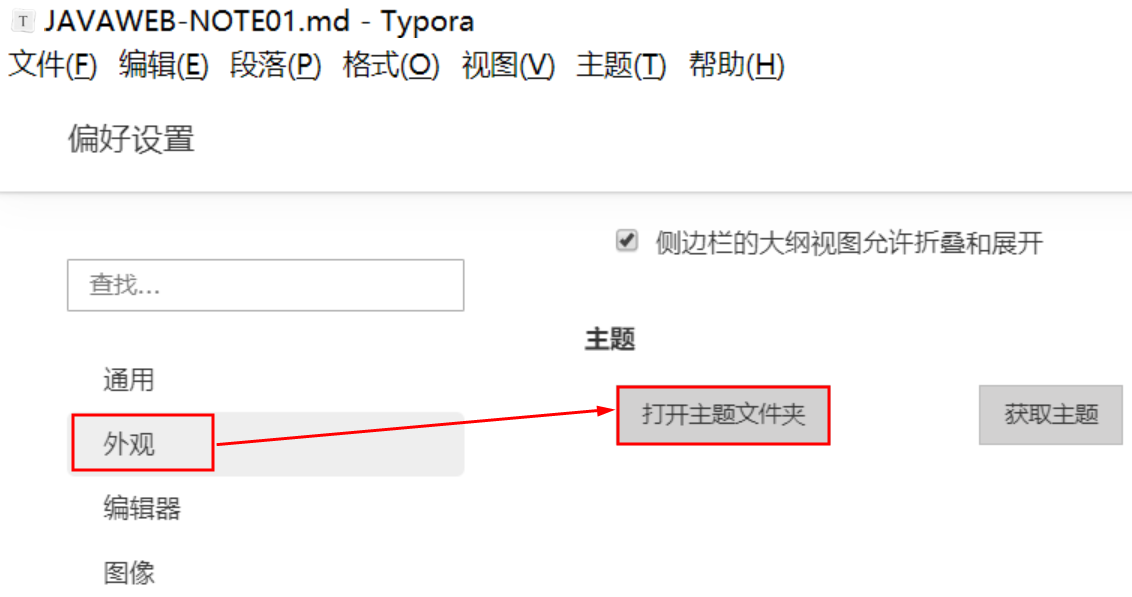 JAVAWEB-NOTE01.md - Typora
文件(F) 编辑(E) 段落(P) 格式(O) 视图(V) 主题(T) 帮助(H)
偏好设置
侧边栏的大纲视图允许折叠和展开
查找...
主题
通用
打开主题文件夹 获取主题
外观
编辑器
图像